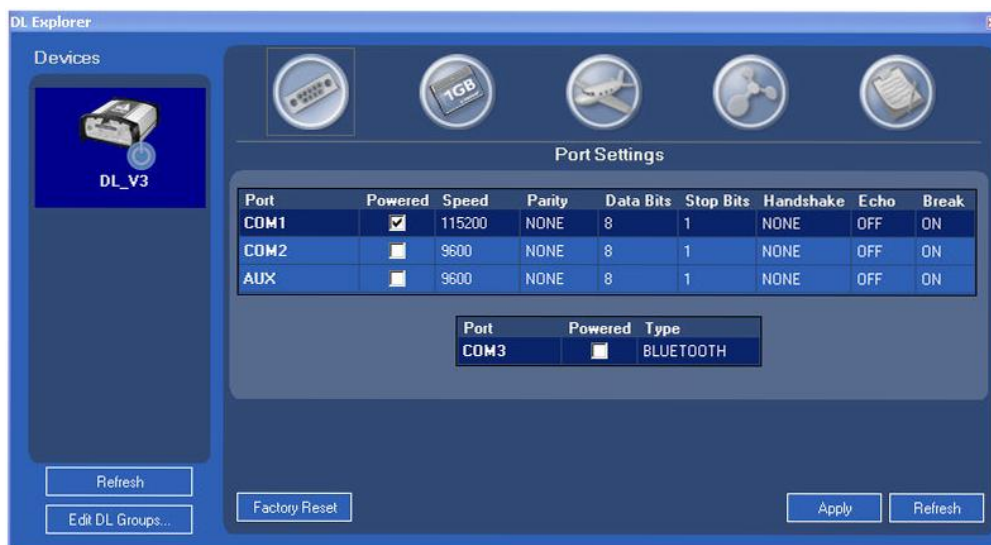 DL Explorer
Devices
DL_V3
1GB
Port Settings
Port Powered Speed Parity Data Bits Stop Bits Handshake Echo Break
COM1 115200 NONE 8 1 NONE OFF ON
COM2 9600 NONE 8 1 NONE OFF ON
AUX 9600 NONE 8 1 NONE OFF ON
Port Powered Type
COM3 BLUETOOTH
Refresh
Edit DL Groups...
Factory Reset
Apply
Refresh